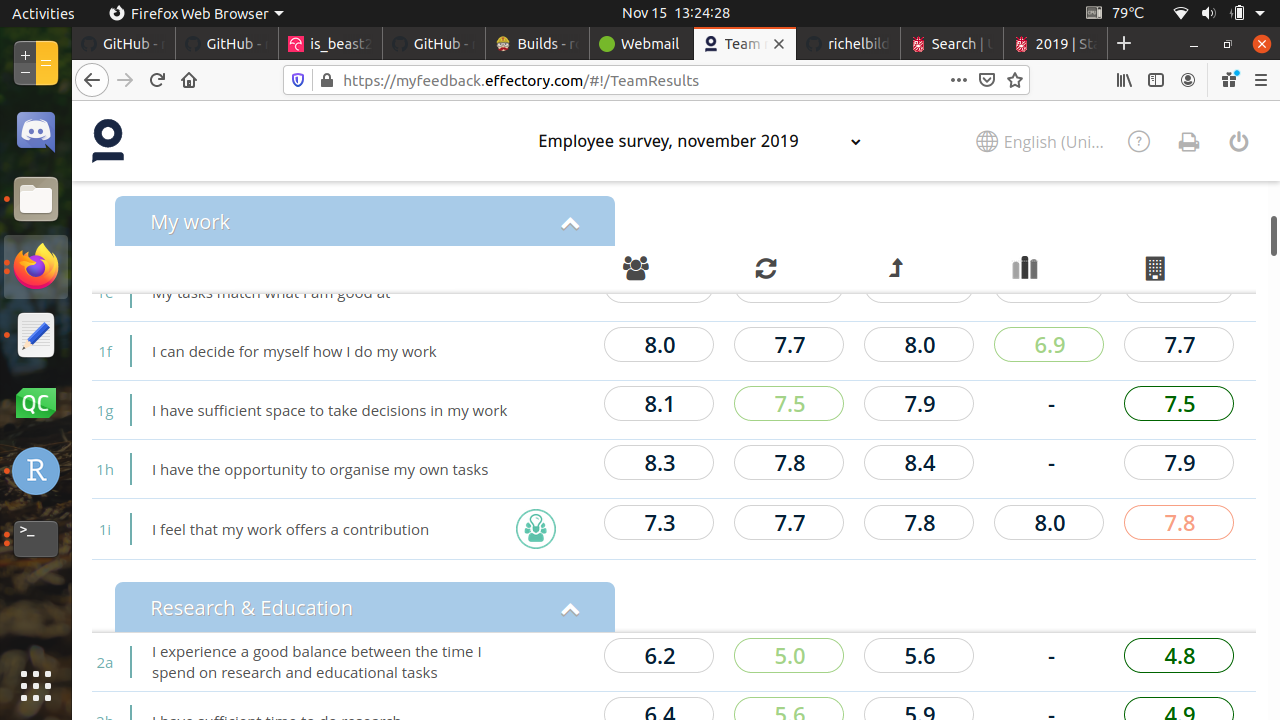 Activities Firefox Web Browser Nov 15 13:24:28 79°C
GitHub - GitHub - is_beast2 GitHub - Builds - r Webmail Team richelbild Search | 2019 | Sta
https://myfeedback.effectory.com/#!/TeamResults
Employee survey, november 2019 English (Uni...
My work
My tasks match what I am good at
1f I can decide for myself how I do my work 8.0 7.7 8.0 6.9 7.7
1g I have sufficient space to take decisions in my work 8.1 7.5 7.9 - 7.5
1h I have the opportunity to organise my own tasks 8.3 7.8 8.4 - 7.9
1i I feel that my work offers a contribution 7.3 7.7 7.8 8.0 7.8
Research & Education
2a I experience a good balance between the time I
spend on research and educational tasks 6.2 5.0 5.6 - 4.8
I have sufficient time to do research 6.4 5.6 5.9 - 4.9
QC
R
>_